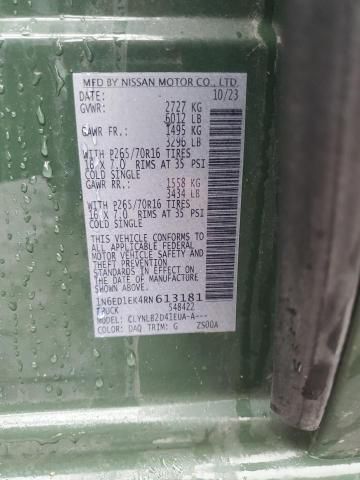 MFD BY NISSAN MOTOR CO., LTD.
DATE: 10/23
GVWR: 2727 KG
6012 LB
GAWR FR.: 1495 KG
3296 LB
WITH P265/70R16 TIRES
16 X 7.0 RIMS AT 35 PSI
COLD SINGLE
GAWR RR.: 1558 KG
3434 LB
WITH P265/70R16 TIRES
16 X 7.0 RIMS AT 35 PSI
COLD SINGLE
THIS VEHICLE CONFORMS TO ALL
APPLICABLE FEDERAL MOTOR
VEHICLE SAFETY STANDARDS IN
EFFECT ON THE DATE OF
MANUFACTURE SHOWN ABOVE.
1N6ED1EK4RN613181
TRUCK 548422
MODEL: CLYNLB2D41EUA-A---
COLOR: DAQ TRIM: G ZS00A